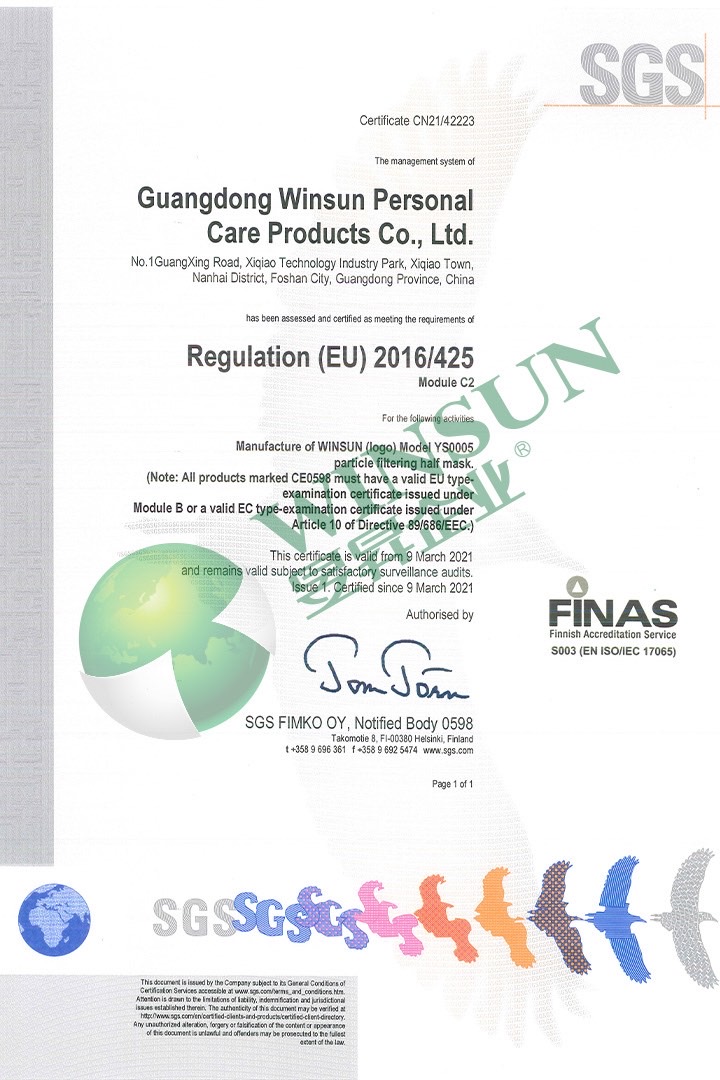 SGS
Certificate CN21/42223
The management system of
Guangdong Winsun Personal
Care Products Co., Ltd.
No.1GuangXing Road, Xiqiao Technology Industry Park, Xiqiao Town,
Nanhai District, Foshan City, Guangdong Province, China
has been assessed and certified as meeting the requirements of
Regulation (EU) 2016/425
Module C2
For the following activities
Manufacture of WINSUN (logo) Model YS0005
particle filtering half mask.
(Note: All products marked CE0598 must have a valid EU type-
examination certificate issued under
Module B or a valid EC type-examination certificate issued under
Article 10 of Directive 89/686/EEC.)
This certificate is valid from 9 March 2021
and remains valid subject to satisfactory surveillance audits.
Issue 1. Certified since 9 March 2021
Authorised by
WINSUN
企业®
FINAS
Finnish Accreditation Service
S003 (EN ISO/IEC 17065)
SGS FIMKO OY, Notified Body 0598
Takomotie 8, FI-00380 Helsinki, Finland
t +358 9 696 361 f +358 9 692 5474 www.sgs.com
Page 1 of 1
SGS SGS SGS
This document is issued by the Company subject to its General Conditions of
Certification Services accessible at www.sgs.com/terms_and_conditions.htm.
Attention is drawn to the limitations of liability, indemnification and jurisdictional
issues established therein. The authenticity of this document may be verified at
http://www.sgs.com/en/certified-clients-and-products/certified-client-directory.
Any unauthorized alteration, forgery or falsification of the content or appearance
of this document is unlawful and offenders may be prosecuted to the fullest
extent of the law.